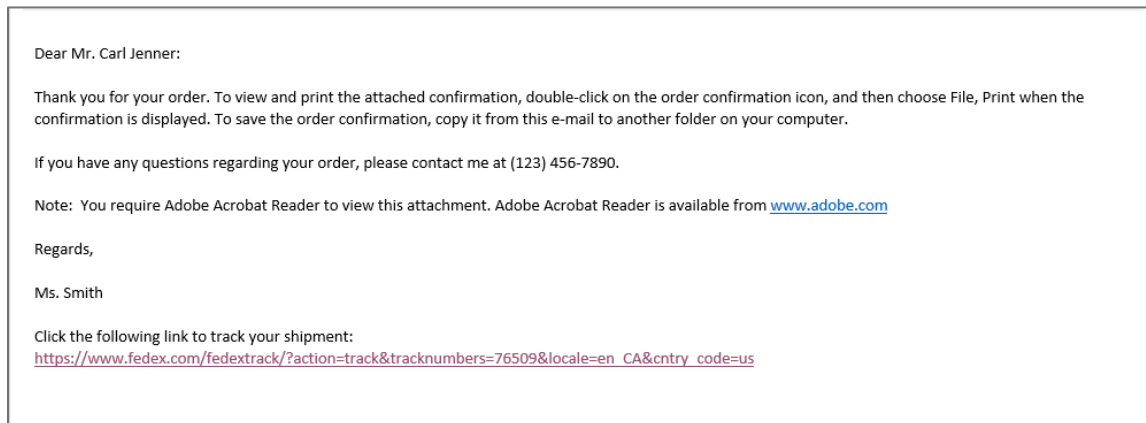 Dear Mr. Carl Jenner:
Thank you for your order. To view and print the attached confirmation, double-click on the order confirmation icon, and then choose File, Print when the
confirmation is displayed. To save the order confirmation, copy it from this e-mail to another folder on your computer.
If you have any questions regarding your order, please contact me at (123) 456-7890.
Note:  You require Adobe Acrobat Reader to view this attachment. Adobe Acrobat Reader is available from www.adobe.com
Regards,
Ms. Smith
Click the following link to track your shipment:
https://www.fedex.com/fedextrack/?action=track&tracknumbers=76509&locale=en_CA&cntry_code=us